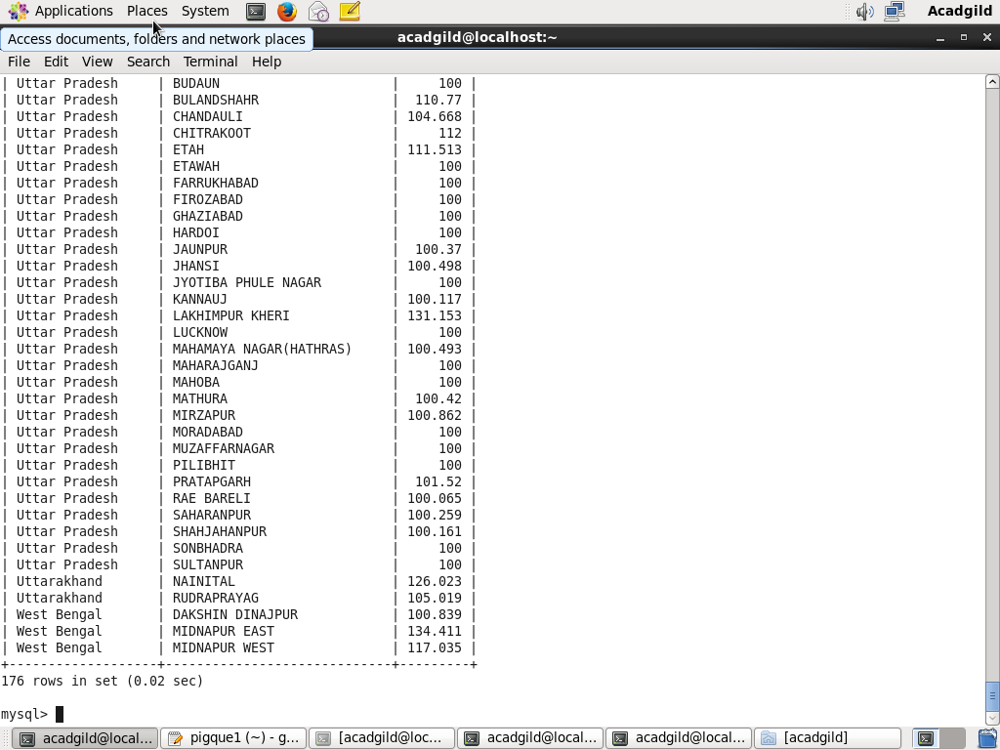 Applications Places System Acadgild
Access documents, folders and network places
acadgild@localhost:~
File Edit View Search Terminal Help
| Uttar Pradesh | BUDAUN | 100 |
| Uttar Pradesh | BULANDSHAHR | 110.77 |
| Uttar Pradesh | CHANDAULI | 104.668 |
| Uttar Pradesh | CHITRAKOOT | 112 |
| Uttar Pradesh | ETAH | 111.513 |
| Uttar Pradesh | ETAWAH | 100 |
| Uttar Pradesh | FARRUKHABAD | 100 |
| Uttar Pradesh | FIROZABAD | 100 |
| Uttar Pradesh | GHAZIABAD | 100 |
| Uttar Pradesh | HARDOI | 100 |
| Uttar Pradesh | JAUNPUR | 100.37 |
| Uttar Pradesh | JHANSI | 100.498 |
| Uttar Pradesh | JYOTIBA PHULE NAGAR | 100 |
| Uttar Pradesh | KANNAUJ | 100.117 |
| Uttar Pradesh | LAKHIMPUR KHERI | 131.153 |
| Uttar Pradesh | LUCKNOW | 100 |
| Uttar Pradesh | MAHAMAYA NAGAR(HATHRAS) | 100.493 |
| Uttar Pradesh | MAHARAJGANJ | 100 |
| Uttar Pradesh | MAHOBA | 100 |
| Uttar Pradesh | MATHURA | 100.42 |
| Uttar Pradesh | MIRZAPUR | 100.862 |
| Uttar Pradesh | MORADABAD | 100 |
| Uttar Pradesh | MUZAFFARNAGAR | 100 |
| Uttar Pradesh | PILIBHIT | 100 |
| Uttar Pradesh | PRATAPGARH | 101.52 |
| Uttar Pradesh | RAE BARELI | 100.065 |
| Uttar Pradesh | SAHARANPUR | 100.259 |
| Uttar Pradesh | SHAHJAHANPUR | 100.161 |
| Uttar Pradesh | SONBHADRA | 100 |
| Uttar Pradesh | SULTANPUR | 100 |
| Uttarakhand | NAINITAL | 126.023 |
| Uttarakhand | RUDRAPRAYAG | 105.019 |
| West Bengal | DAKSHIN DINAJPUR | 100.839 |
| West Bengal | MIDNAPUR EAST | 134.411 |
| West Bengal | MIDNAPUR WEST | 117.035 |
+-------------------+-----------------------------+---------+
176 rows in set (0.02 sec)
mysql>
acadgild@local... pigque1 (~) - g... [acadgild@loc... acadgild@local... acadgild@local... [acadgild]